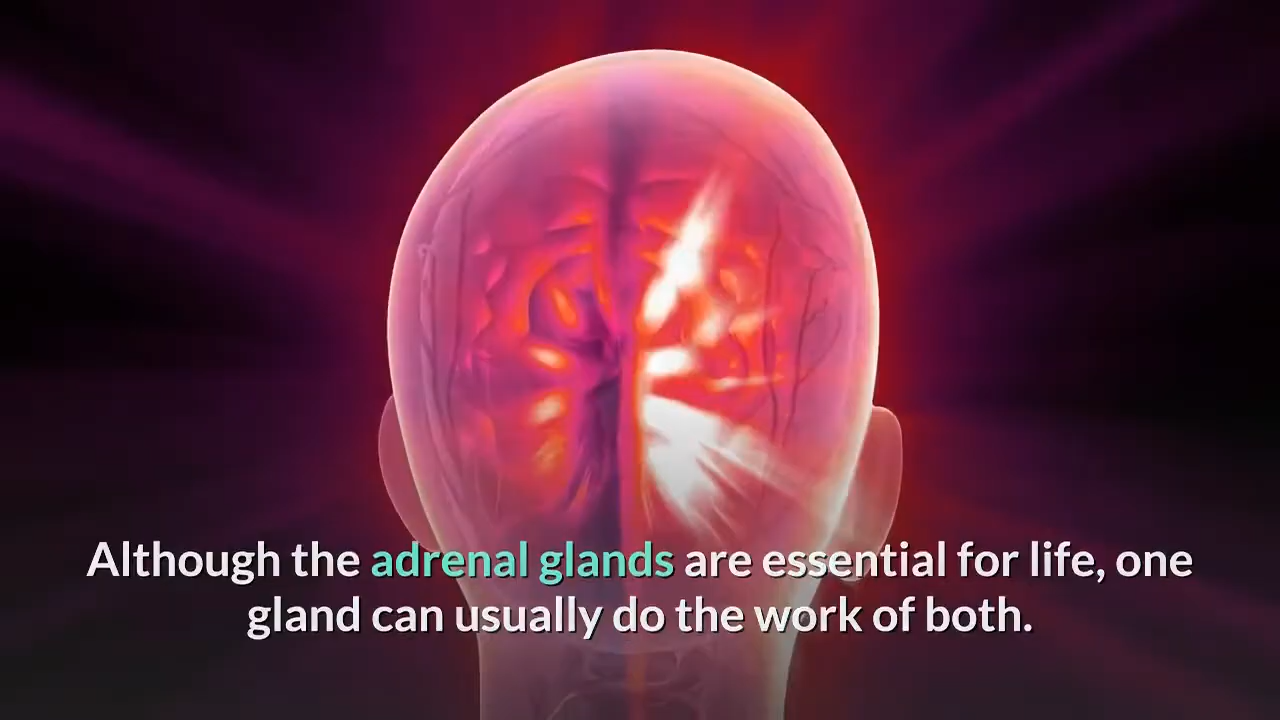 Although the adrenal glands are essential for life, one
gland can usually do the work of both.